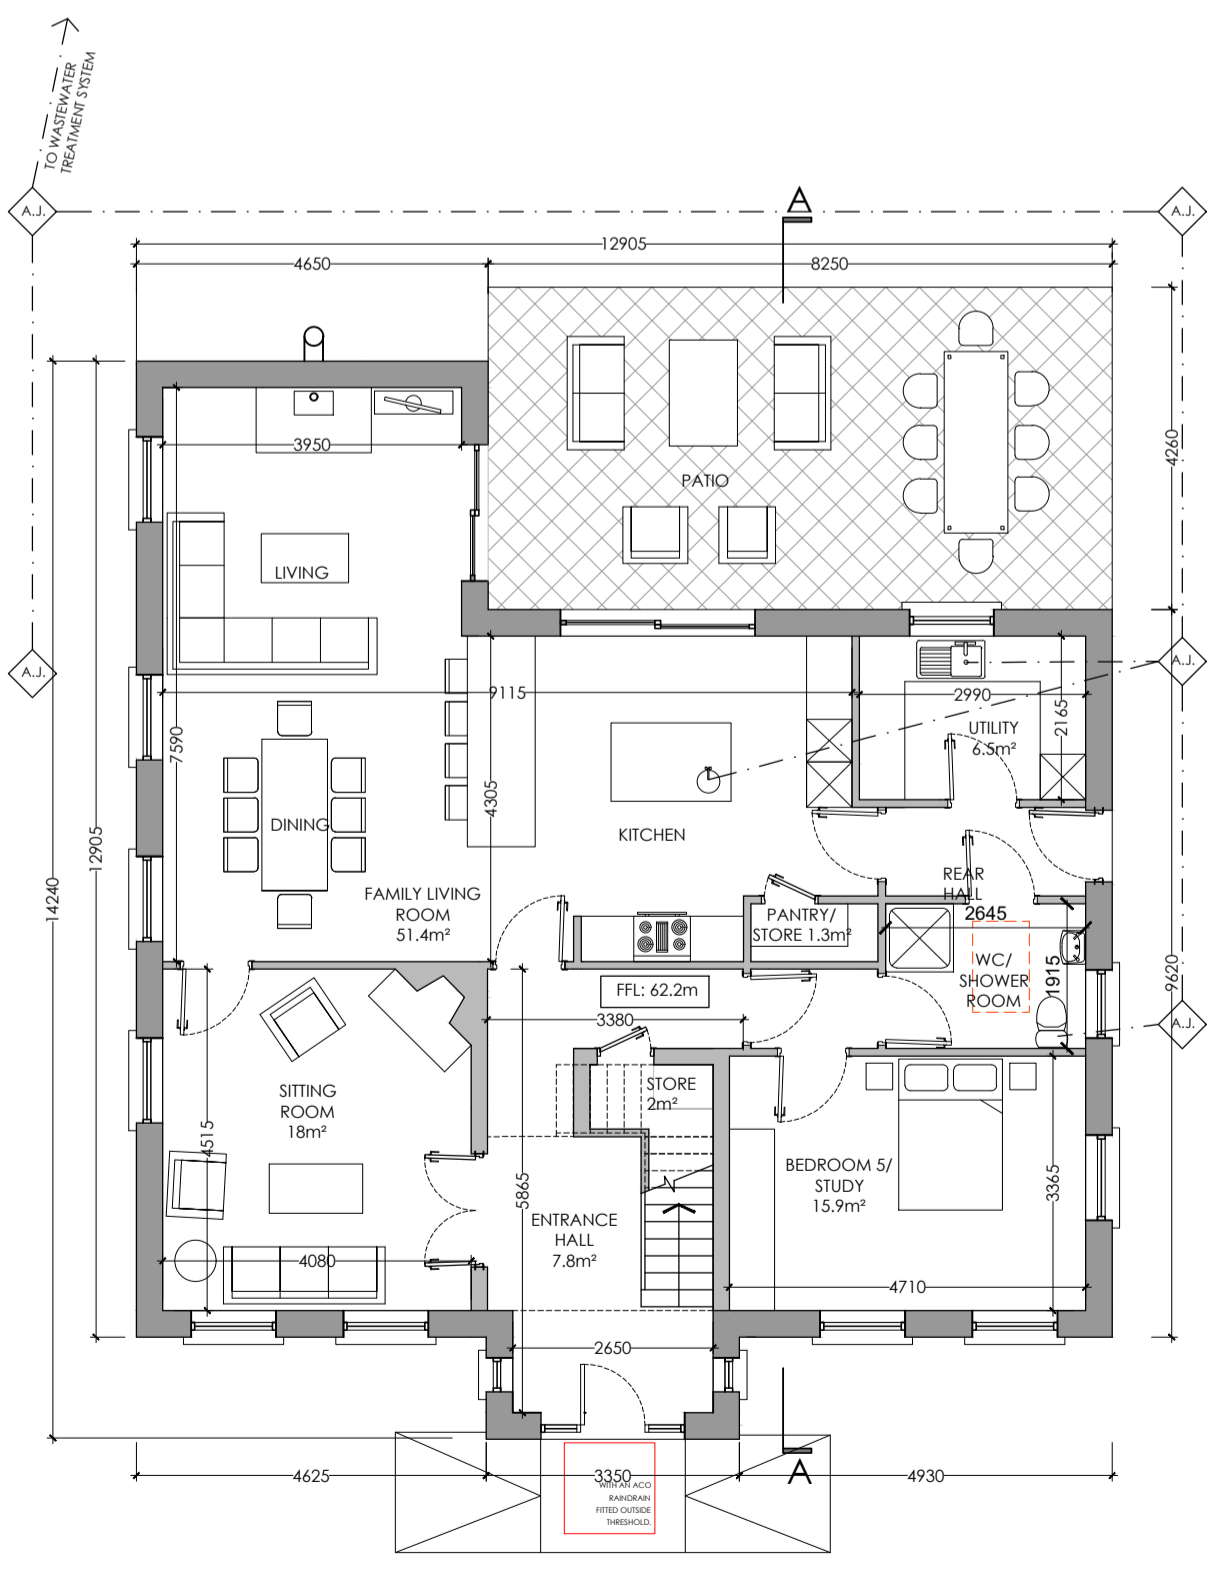 TO WASTEWATER
TREATMENT SYSTEM
A.J.
A
A.J.
12905
4650
8250
3950
4260
PATIO
LIVING
A.J.
A.J.
9115
2990
2165
UTILITY
6.5m²
7590
4305
DINING
KITCHEN
12905
14240
REAR
HALL
FAMILY LIVING
ROOM
51.4m²
PANTRY/
STORE 1.3m²
2645
WC/
SHOWER
ROOM
1915
9620
FFL: 62.2m
3380
A.J.
SITTING
ROOM
18m²
STORE
2m²
4515
5865
BEDROOM 5/
STUDY
15.9m²
3365
ENTRANCE
HALL
7.8m²
4080
4710
2650
A
4625
3350
4930
WITH AN ACO
RAINDRAIN
FITTED OUTSIDE
THRESHOLD.